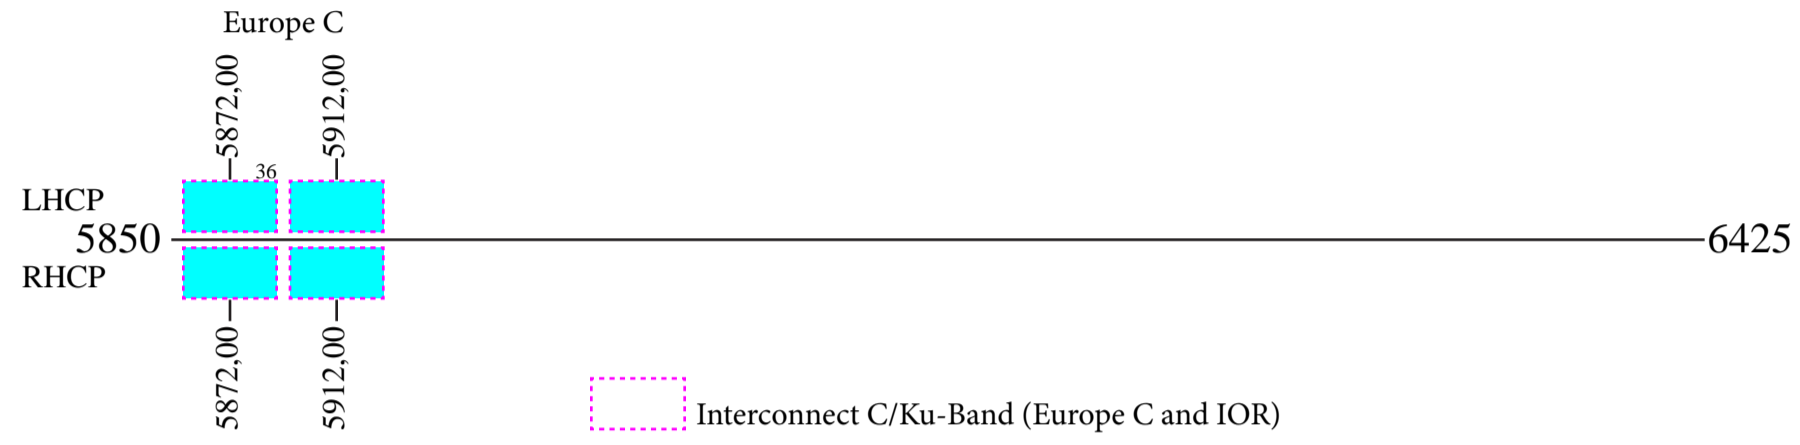 Europe C
5872,00
5912,00
36
LHCP
5850
6425
RHCP
5872,00
5912,00
Interconnect C/Ku-Band (Europe C and IOR)